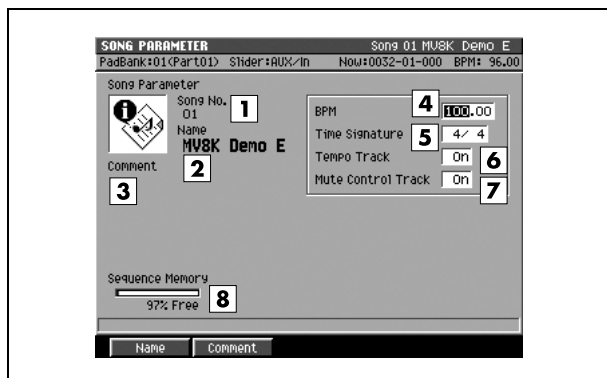 SONG PARAMETER Song 01 MV8K Demo E
PadBank:01(Part01) Slider:AUX/In Now:0032-01-000 BPM: 96.00
Song Parameter
Song No. 1
01
Name
MV8K Demo E
2
Comment
3
BPM 4 100.00
Time Signature 5 4/ 4
Tempo Track On 6
Mute Control Track On 7
Sequence Memory
97% Free 8
Name Comment